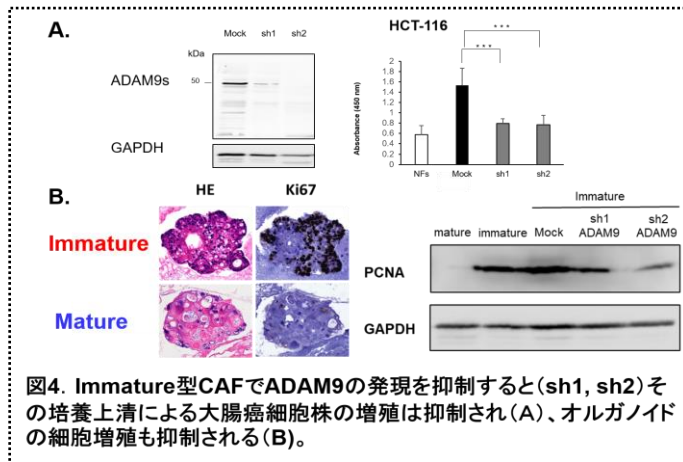 A.
Mock sh1 sh2
kDa
ADAM9s
50
GAPDH
HCT-116
***
***
Absorbance (450 nm)
2
1.8
1.6
1.4
1.2
1
0.8
0.6
0.4
0.2
0
NFs Mock sh1 sh2
B.
HE Ki67
Immature
Mature
Immature
mature immature Mock sh1 ADAM9 sh2 ADAM9
PCNA
GAPDH
図4. Immature型CAFでADAM9の発現を抑制すると(sh1, sh2)そ
の培養上清による大腸癌細胞株の増殖は抑制され(A)、オルガノイド
の細胞増殖も抑制される(B)。